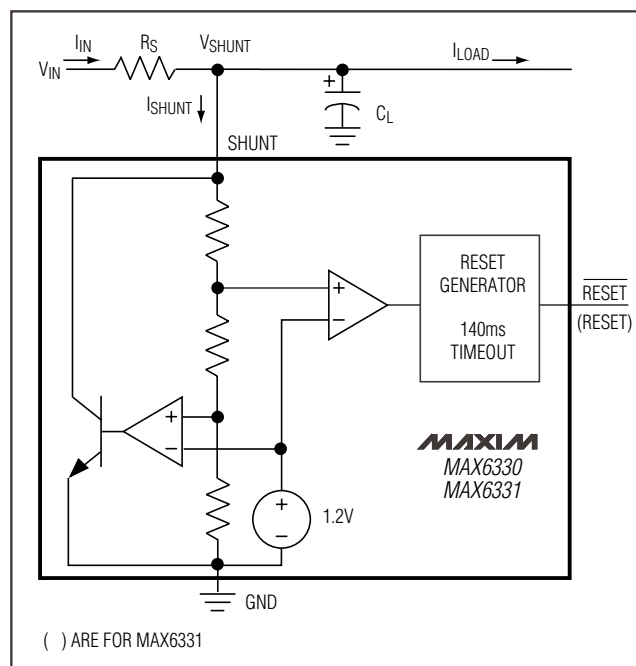 I_IN R_S V_SHUNT I_LOAD
V_IN
I_SHUNT
+
C_L
SHUNT
+
−
RESET
GENERATOR
140ms
TIMEOUT
R̅E̅S̅E̅T̅
(RESET)
+
−
MAXIM
MAX6330
MAX6331
+
−
1.2V
GND
( ) ARE FOR MAX6331